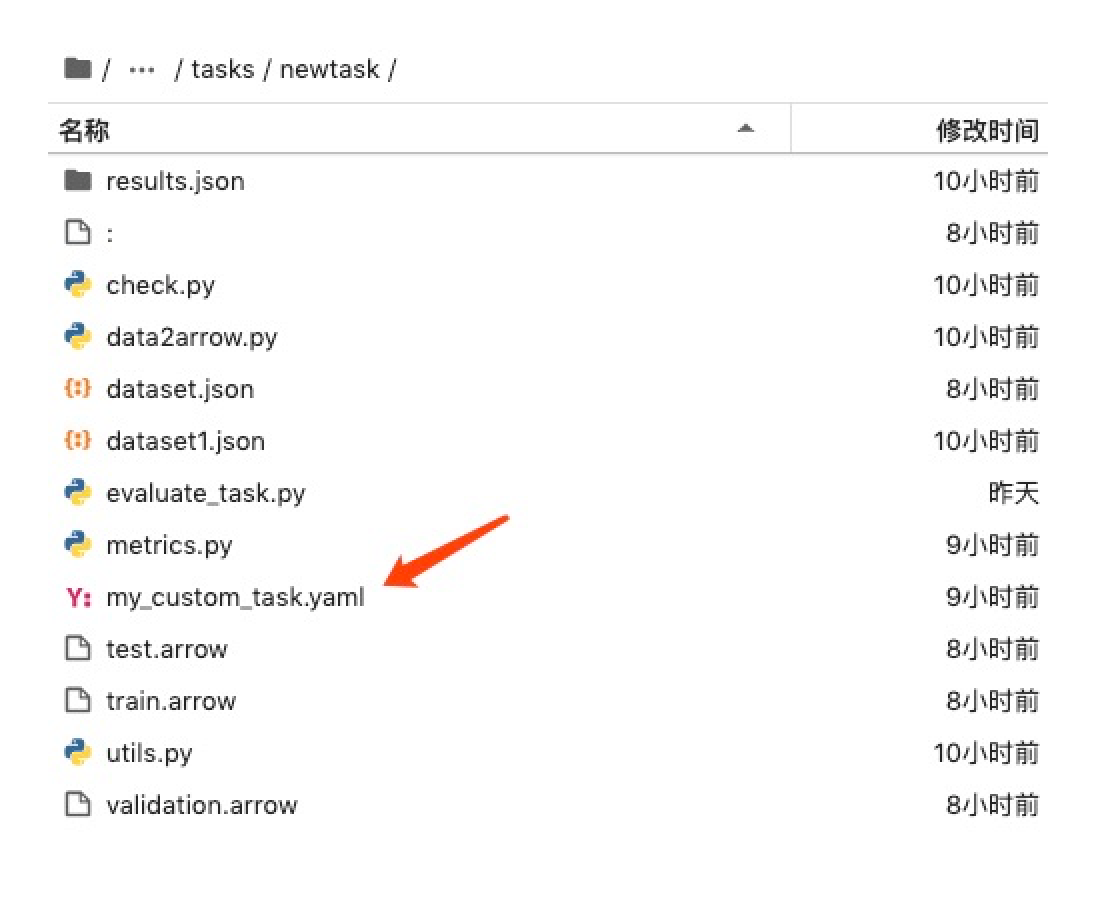 / ··· / tasks / newtask /
名称 修改时间
results.json 10小时前
: 8小时前
check.py 10小时前
data2arrow.py 10小时前
dataset.json 8小时前
dataset1.json 10小时前
evaluate_task.py 昨天
metrics.py 9小时前
my_custom_task.yaml 9小时前
test.arrow 8小时前
train.arrow 8小时前
utils.py 10小时前
validation.arrow 8小时前